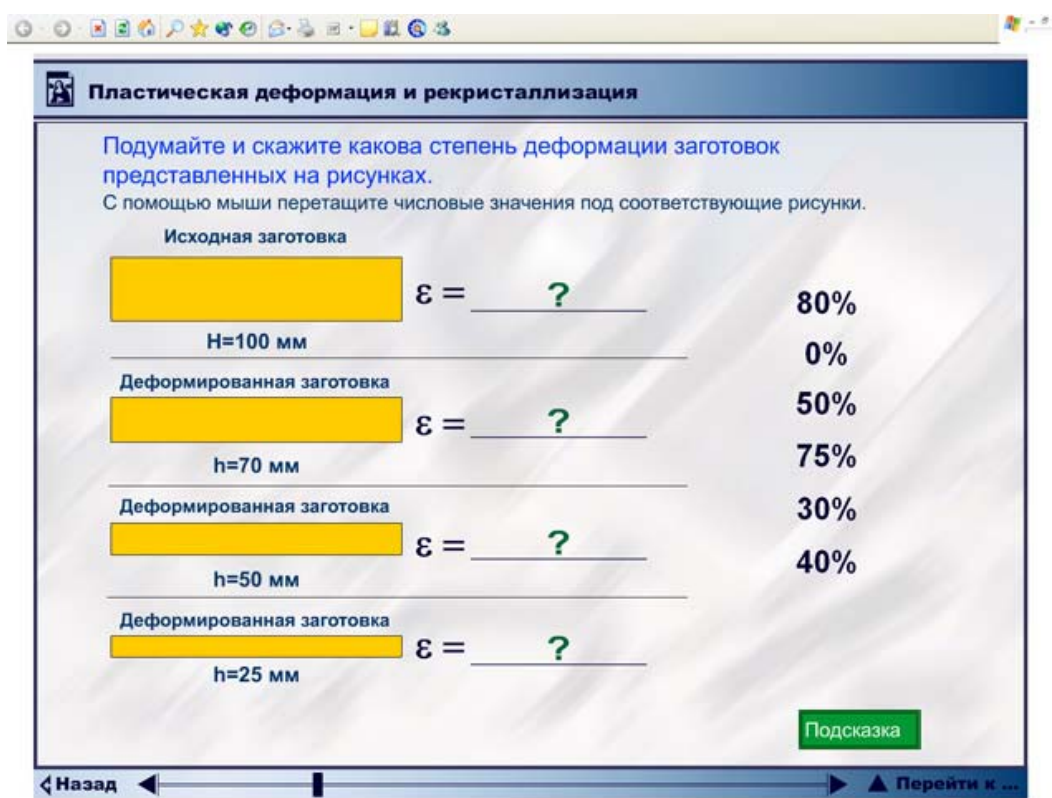 Пластическая деформация и рекристаллизация
Подумайте и скажите какова степень деформации заготовок
представленных на рисунках.
С помощью мыши перетащите числовые значения под соответствующие рисунки.
Исходная заготовка
ε = ?
H=100 мм
Деформированная заготовка
ε = ?
h=70 мм
Деформированная заготовка
ε = ?
h=50 мм
Деформированная заготовка
ε = ?
h=25 мм
80%
0%
50%
75%
30%
40%
Подсказка
Назад
Перейти к ...